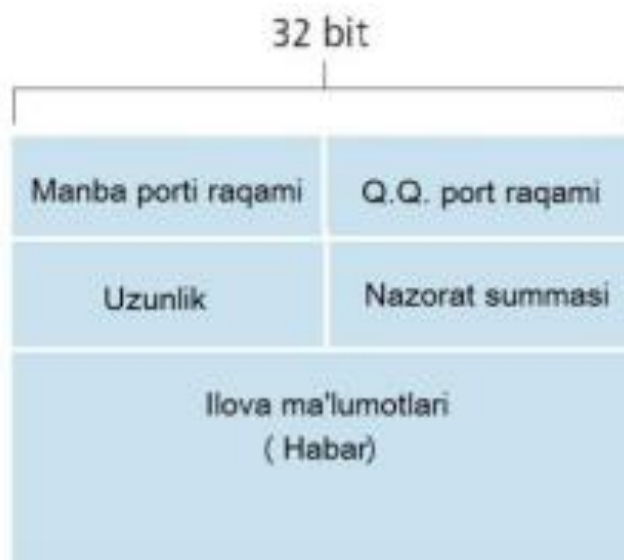 32 bit
Manba porti raqami
Q.Q. port raqami
Uzunlik
Nazorat summasi
Ilova ma'lumotlari
( Habar)